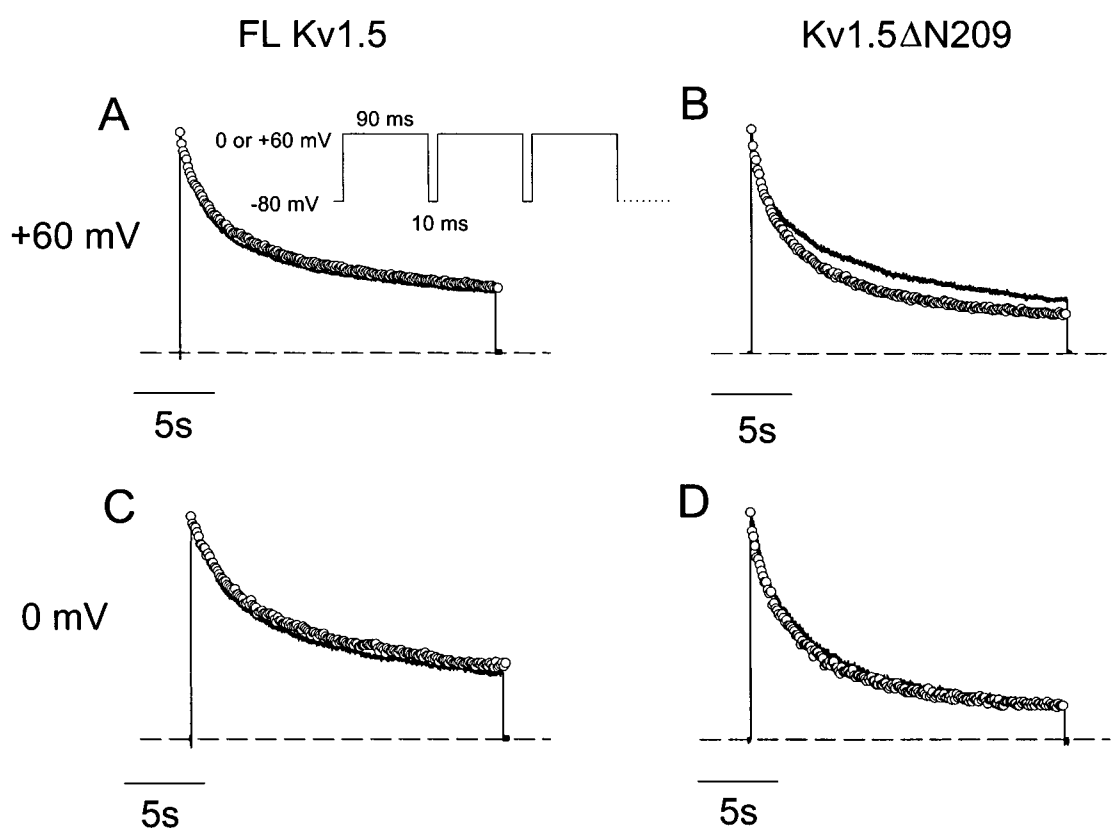 FL Kv1.5
Kv1.5ΔN209
A
90 ms
0 or +60 mV
-80 mV
10 ms
B
+60 mV
5s
5s
C
D
0 mV
5s
5s